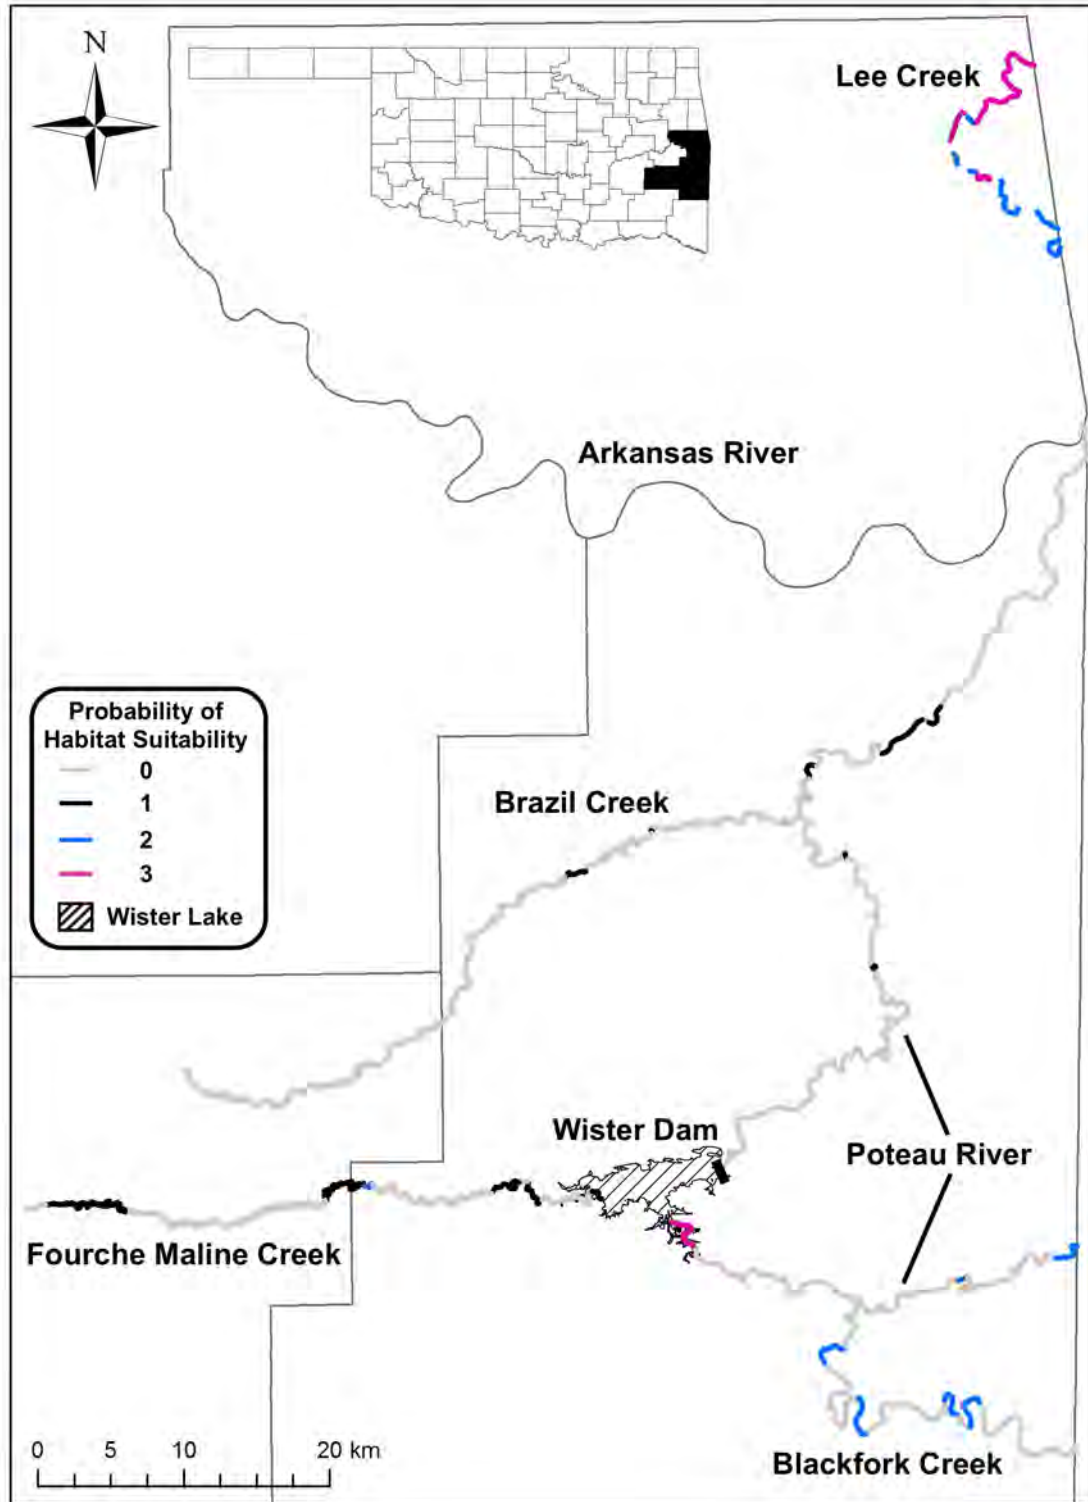 N
Lee Creek
Arkansas River
Probability of
Habitat Suitability
0
1
2
3
Wister Lake
Brazil Creek
Wister Dam
Poteau River
Fourche Maline Creek
Blackfork Creek
0 5 10 20 km